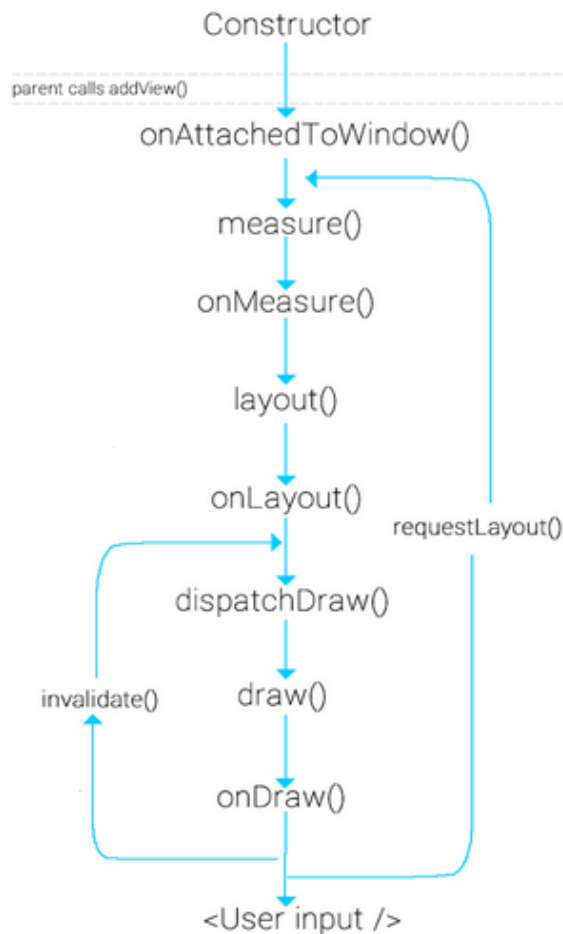 Constructor
parent calls addView()
onAttachedToWindow()
measure()
onMeasure()
layout()
onLayout()
requestLayout()
dispatchDraw()
invalidate()
draw()
onDraw()
<User input />